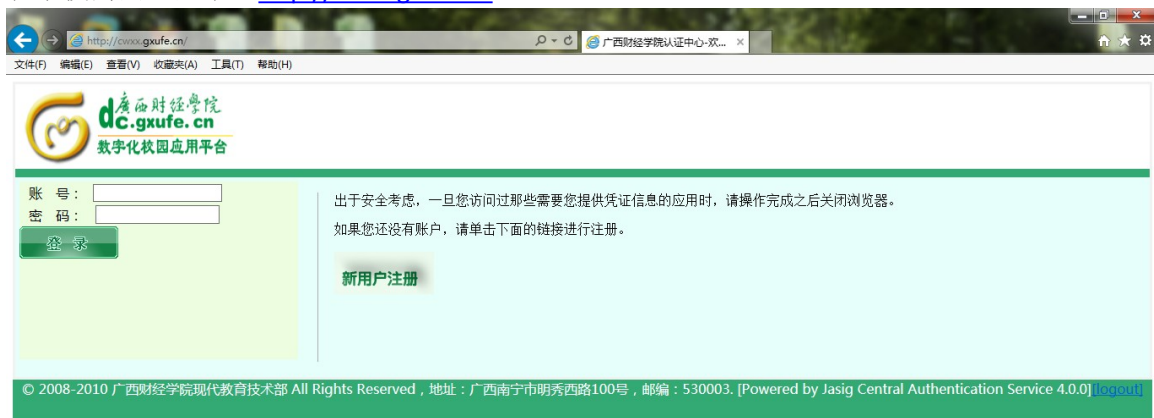 http://cwxx.gxufe.cn/
广西财经学院认证中心-欢...
文件(F) 编辑(E) 查看(V) 收藏夹(A) 工具(T) 帮助(H)
廣西财经學院
dc.gxufe.cn
数字化校园应用平台
账 号:
密 码:
登 录
出于安全考虑，一旦您访问过那些需要您提供凭证信息的应用时，请操作完成之后关闭浏览器。
如果您还没有账户，请单击下面的链接进行注册。
新用户注册
© 2008-2010 广西财经学院现代教育技术部 All Rights Reserved , 地址：广西南宁市明秀西路100号 , 邮编：530003. [Powered by Jasig Central Authentication Service 4.0.0][logout]